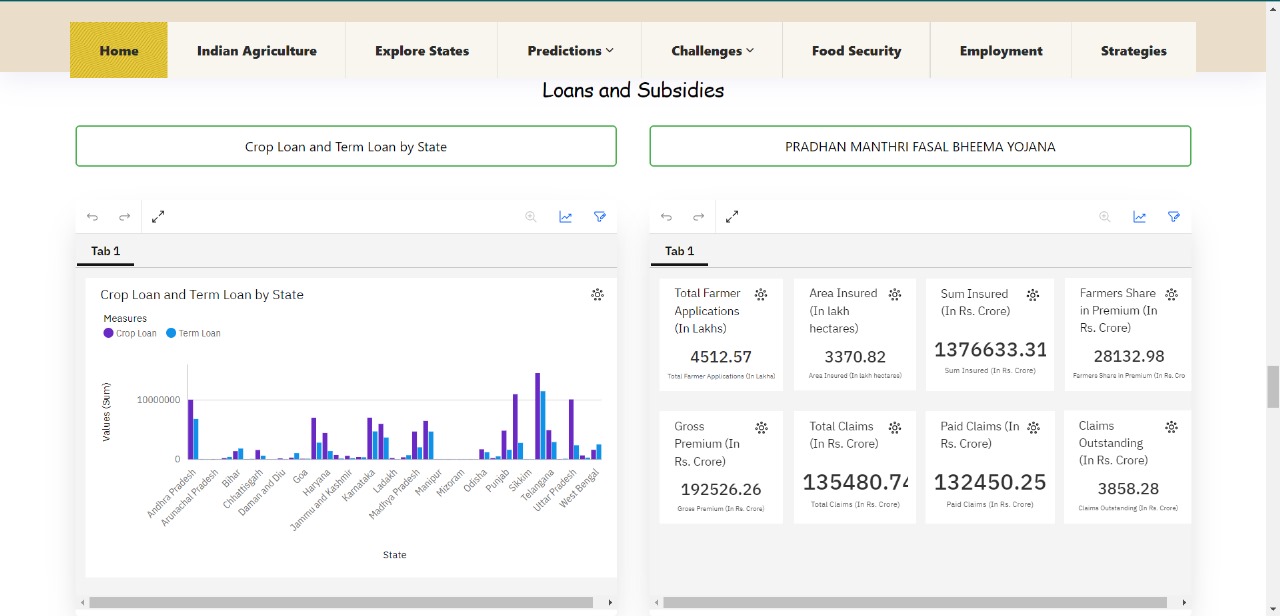 Home
Indian Agriculture
Explore States
Predictions
Challenges
Food Security
Employment
Strategies
Loans and Subsidies
Crop Loan and Term Loan by State
PRADHAN MANTHRI FASAL BHEEMA YOJANA
Tab 1
Crop Loan and Term Loan by State
Measures
Crop Loan
Term Loan
Values (Sum)
10000000
0
Andhra Pradesh
Arunachal Pradesh
Bihar
Chhattisgarh
Daman and Diu
Goa
Haryana
Jammu and Kashmir
Karnataka
Ladakh
Madhya Pradesh
Manipur
Mizoram
Odisha
Punjab
Sikkim
Telangana
Uttar Pradesh
West Bengal
State
Tab 1
Total Farmer
Applications
(In Lakhs)
4512.57
Total Farmer Applications (In Lakhs)
Area Insured
(In lakh
hectares)
3370.82
Area Insured (In lakh hectares)
Sum Insured
(In Rs. Crore)
1376633.31
Sum Insured (In Rs. Crore)
Farmers Share
in Premium (In
Rs. Crore)
28132.98
Farmers Share in Premium (In Rs. Cro
Gross
Premium (In
Rs. Crore)
192526.26
Gross Premium (In Rs. Crore)
Total Claims
(In Rs. Crore)
135480.74
Total Claims (In Rs. Crore)
Paid Claims (In
Rs. Crore)
132450.25
Paid Claims (In Rs. Crore)
Claims
Outstanding
(In Rs. Crore)
3858.28
Claims Outstanding (In Rs. Crore)